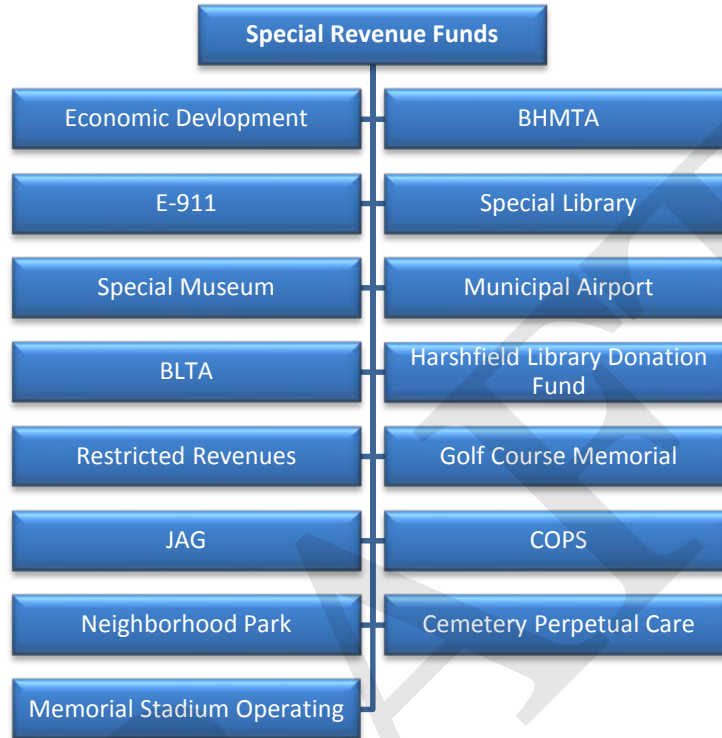 Special Revenue Funds
Economic Devlopment
BHMTA
E-911
Special Library
Special Museum
Municipal Airport
BLTA
Harshfield Library Donation
Fund
Restricted Revenues
Golf Course Memorial
JAG
COPS
Neighborhood Park
Cemetery Perpetual Care
Memorial Stadium Operating